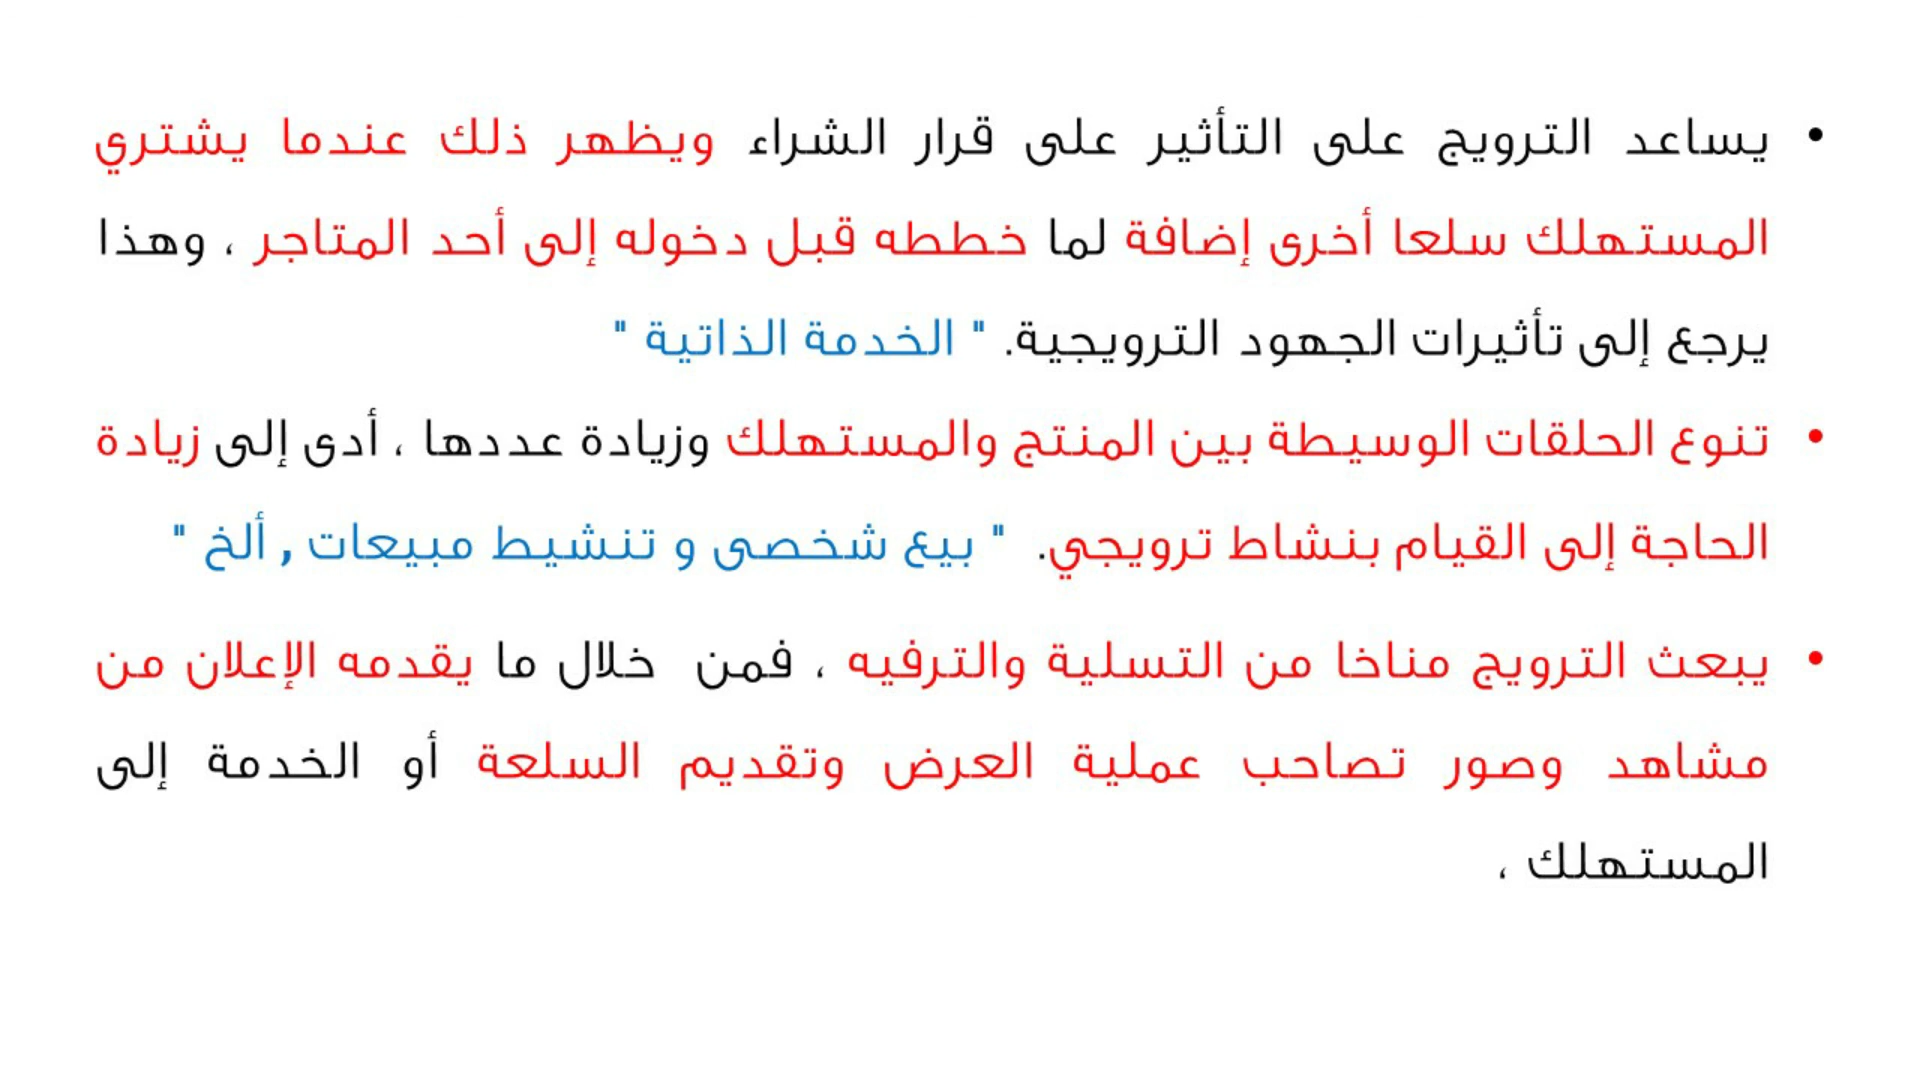 • يساعد الترويج على التأثير على قرار الشراء ويظهر ذلك عندما يشتري
المستهلك سلعا أخرى إضافة لما خططه قبل دخوله إلى أحد المتاجر ، وهذا
يرجع إلى تأثيرات الجهود الترويجية. " الخدمة الذاتية "
• تنوع الحلقات الوسيطة بين المنتج والمستهلك وزيادة عددها ، أدى إلى زيادة
الحاجة إلى القيام بنشاط ترويجي. " بيع شخصى و تنشيط مبيعات , ألخ "
• يبعث الترويج مناخا من التسلية والترفيه ، فمن خلال ما يقدمه الإعلان من
مشاهد وصور تصاحب عملية العرض وتقديم السلعة أو الخدمة إلى
المستهلك ،